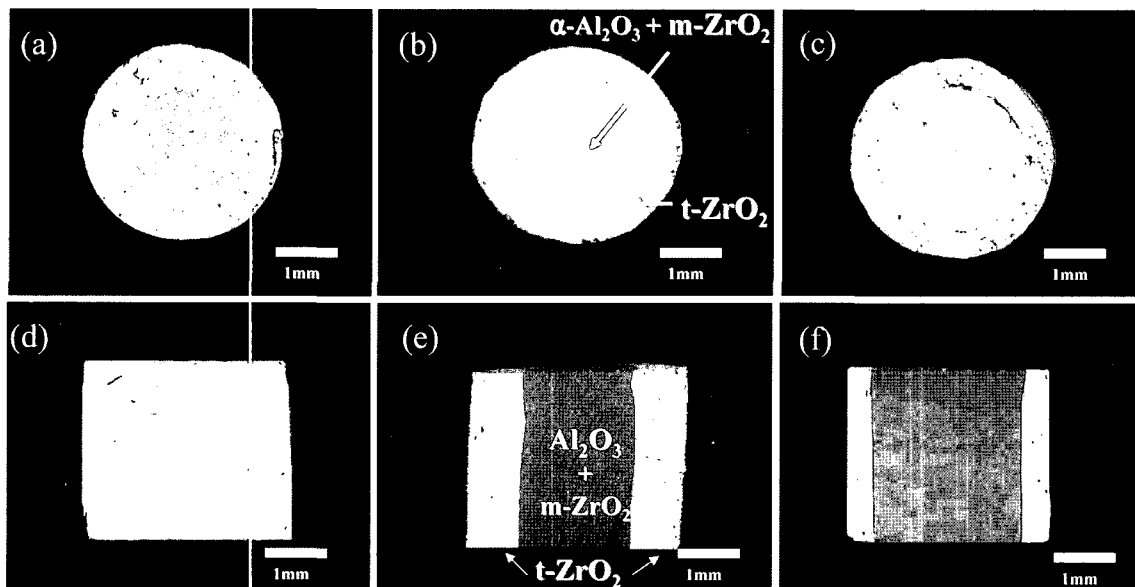 (a)
1mm
(b)
α-Al₂O₃ + m-ZrO₂
t-ZrO₂
1mm
(c)
1mm
(d)
1mm
(e)
Al₂O₃
+
m-ZrO₂
t-ZrO₂
1mm
(f)
1mm